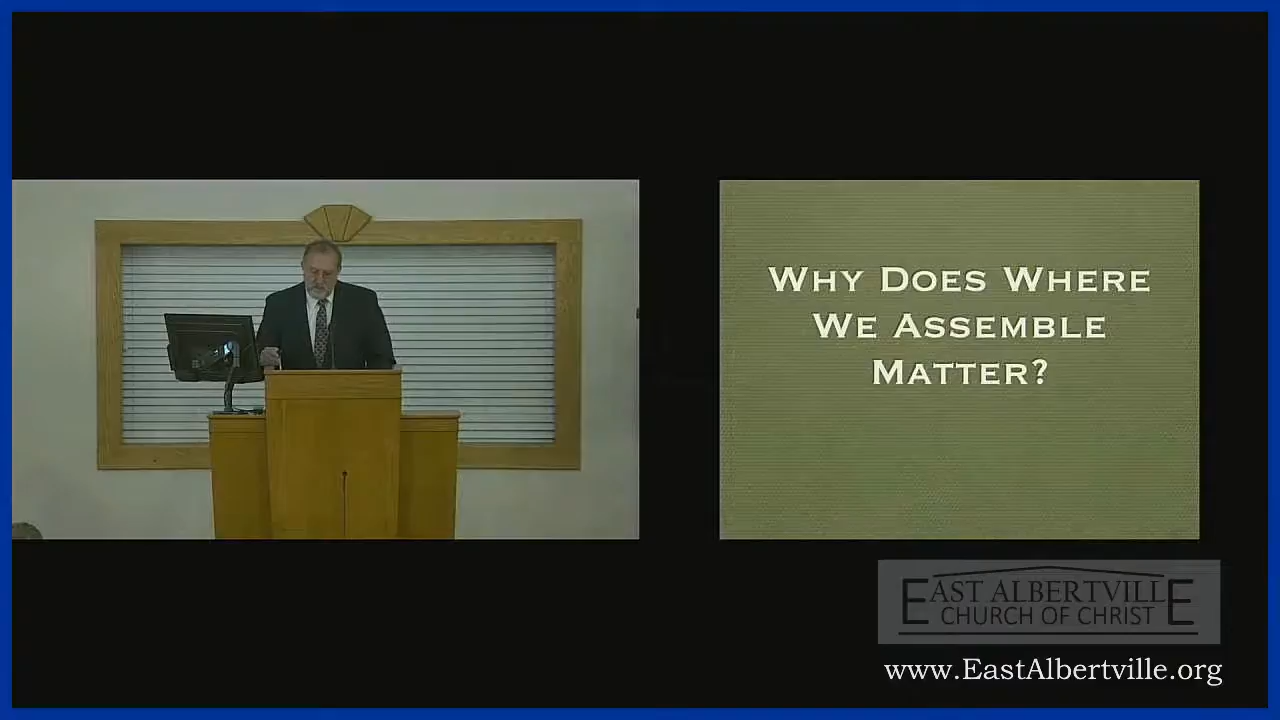 WHY DOES WHERE
WE ASSEMBLE
MATTER?
EAST ALBERTVILLE
CHURCH OF CHRIST
www.EastAlbertville.org